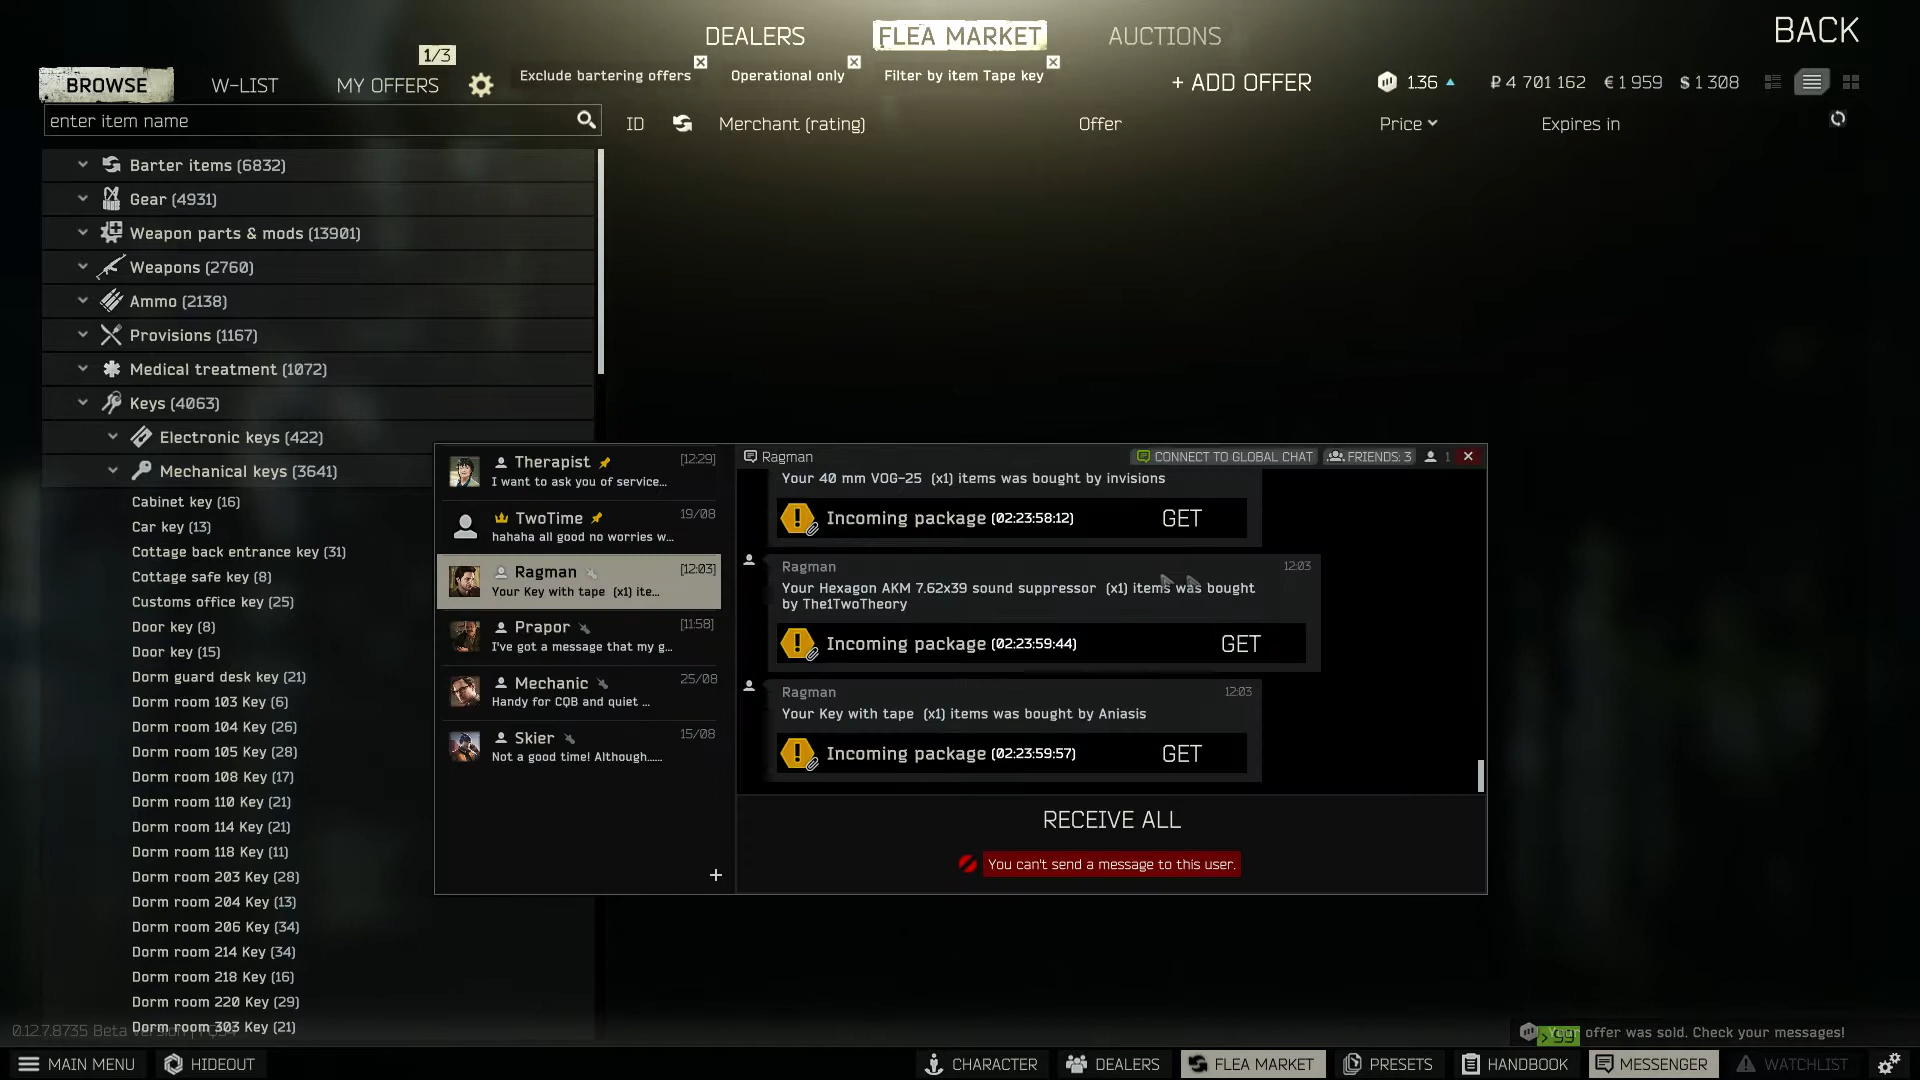 DEALERS
FLEA MARKET
AUCTIONS
BACK
BROWSE
W-LIST
1/3
MY OFFERS
Exclude bartering offers
Operational only
Filter by item Tape key
+ ADD OFFER
1.36
₽ 4 701 162
€ 1 959
$ 1 308
enter item name
ID
Merchant (rating)
Offer
Price
Expires in
Barter items (6832)
Gear (4931)
Weapon parts & mods (13901)
Weapons (2760)
Ammo (2138)
Provisions (1167)
Medical treatment (1072)
Keys (4063)
Electronic keys (422)
Mechanical keys (3641)
Cabinet key (16)
Car key (13)
Cottage back entrance key (31)
Cottage safe key (8)
Customs office key (25)
Door key (8)
Door key (15)
Dorm guard desk key (21)
Dorm room 103 Key (6)
Dorm room 104 Key (26)
Dorm room 105 Key (28)
Dorm room 108 Key (17)
Dorm room 110 Key (21)
Dorm room 114 Key (21)
Dorm room 118 Key (11)
Dorm room 203 Key (28)
Dorm room 204 Key (13)
Dorm room 206 Key (34)
Dorm room 214 Key (34)
Dorm room 218 Key (16)
Dorm room 220 Key (29)
Dorm room 303 Key (21)
Therapist [12:29]
I want to ask you of service...
TwoTime 19/08
hahaha all good no worries w...
Ragman [12:03]
Your Key with tape (x1) ite...
Prapor [11:58]
I've got a message that my g...
Mechanic 25/08
Handy for CQB and quiet ...
Skier 15/08
Not a good time! Although.....
+
Ragman
CONNECT TO GLOBAL CHAT
FRIENDS: 3
1
Your 40 mm VOG-25 (x1) items was bought by invisions
Incoming package (02:23:58:12) GET
Ragman 12:03
Your Hexagon AKM 7.62x39 sound suppressor (x1) items was bought
by The1TwoTheory
Incoming package (02:23:59:44) GET
Ragman 12:03
Your Key with tape (x1) items was bought by Aniasis
Incoming package (02:23:59:57) GET
RECEIVE ALL
You can't send a message to this user.
0.12.7.8735 Beta version
Your offer was sold. Check your messages!
> 99
MAIN MENU
HIDEOUT
CHARACTER
DEALERS
FLEA MARKET
PRESETS
HANDBOOK
MESSENGER
WATCHLIST